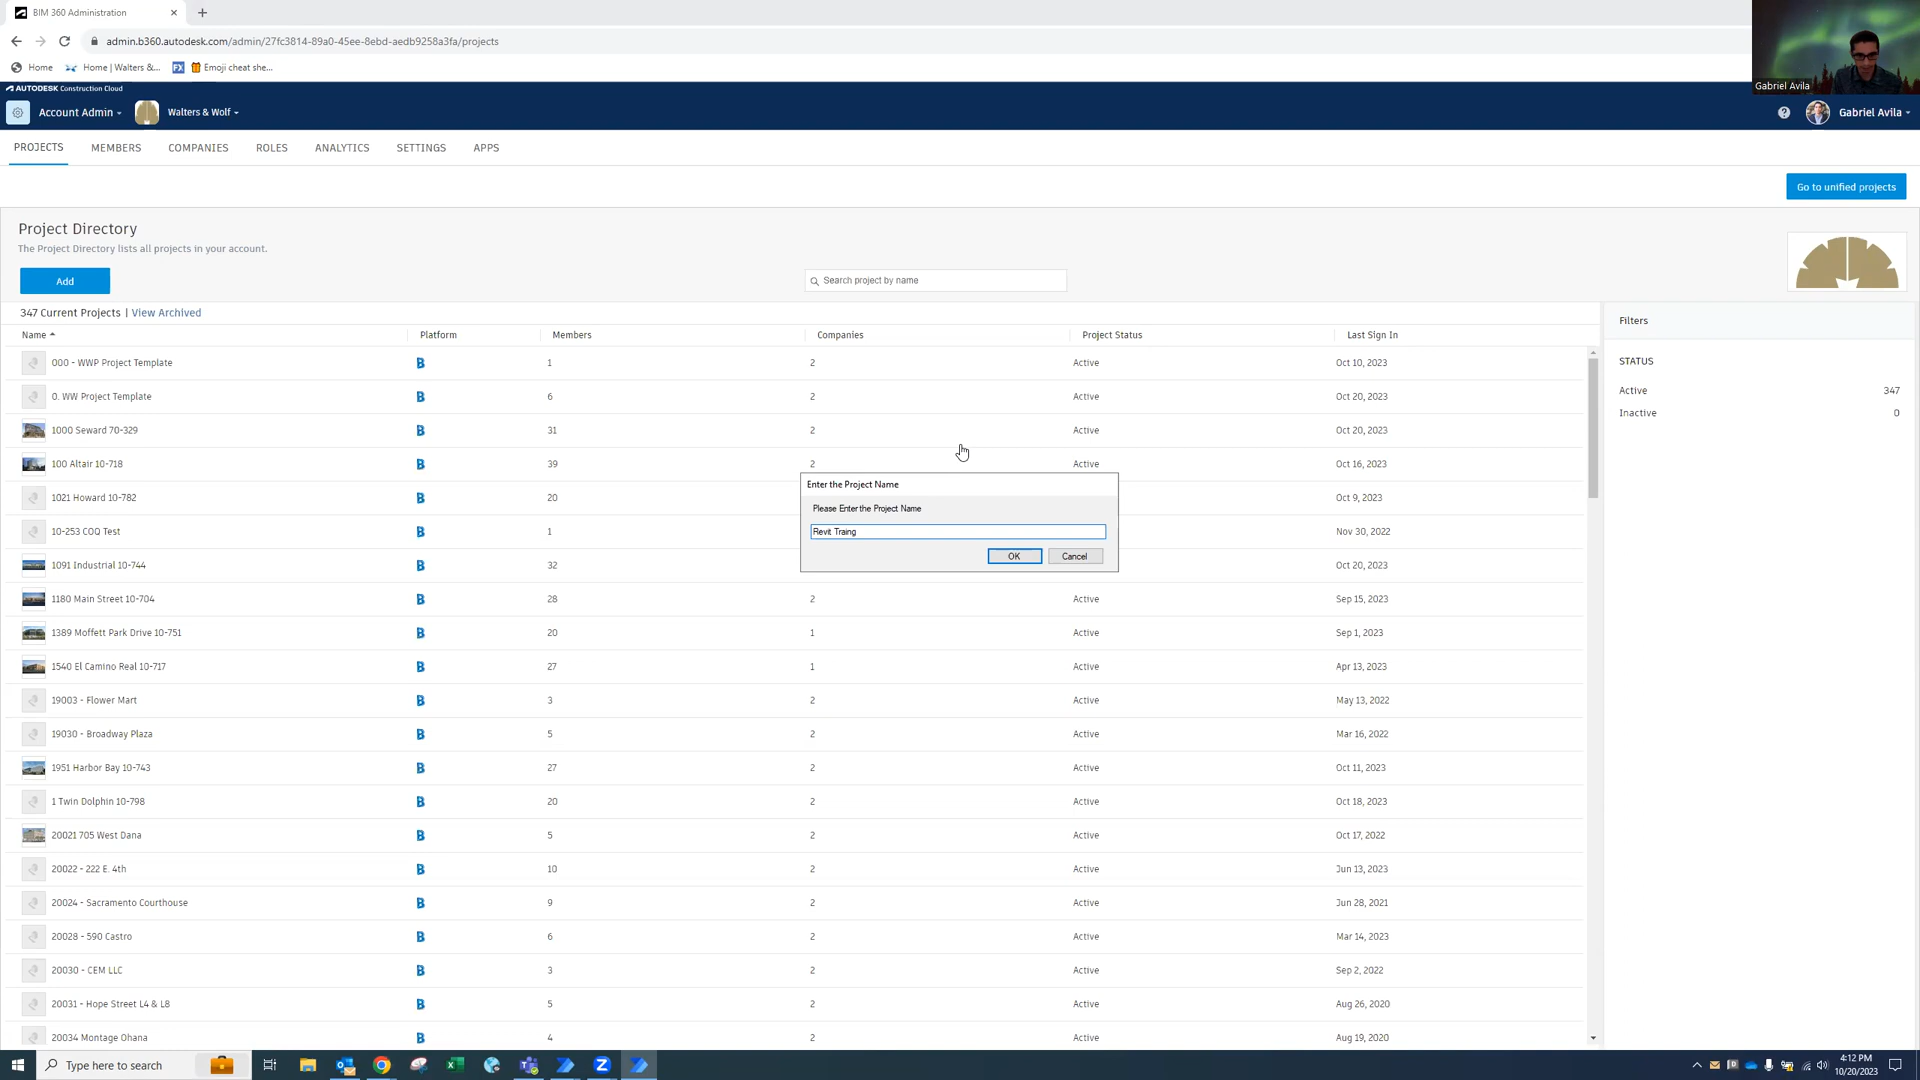 BIM 360 Administration
admin.b360.autodesk.com/admin/27fc3814-89a0-45ee-8ebd-aedb9258a3fa/projects
Home Home | Walters &... FX Emoji cheat she...
Gabriel Avila
AUTODESK Construction Cloud
Account Admin Walters & Wolf Gabriel Avila
PROJECTS MEMBERS COMPANIES ROLES ANALYTICS SETTINGS APPS
Go to unified projects
Project Directory
The Project Directory lists all projects in your account.
Add Search project by name
347 Current Projects | View Archived
Name Platform Members Companies Project Status Last Sign In
000 - WWP Project Template B 1 2 Active Oct 10, 2023
0. WW Project Template B 6 2 Active Oct 20, 2023
1000 Seward 70-329 B 31 2 Active Oct 20, 2023
100 Altair 10-718 B 39 2 Active Oct 16, 2023
1021 Howard 10-782 B 20 Oct 9, 2023
10-253 COQ Test B 1 Nov 30, 2022
1091 Industrial 10-744 B 32 Oct 20, 2023
1180 Main Street 10-704 B 28 2 Active Sep 15, 2023
1389 Moffett Park Drive 10-751 B 20 1 Active Sep 1, 2023
1540 El Camino Real 10-717 B 27 1 Active Apr 13, 2023
19003 - Flower Mart B 3 2 Active May 13, 2022
19030 - Broadway Plaza B 5 2 Active Mar 16, 2022
1951 Harbor Bay 10-743 B 27 2 Active Oct 11, 2023
1 Twin Dolphin 10-798 B 20 2 Active Oct 18, 2023
20021 705 West Dana B 5 2 Active Oct 17, 2022
20022 - 222 E. 4th B 10 2 Active Jun 13, 2023
20024 - Sacramento Courthouse B 9 2 Active Jun 28, 2021
20028 - 590 Castro B 6 2 Active Mar 14, 2023
20030 - CEM LLC B 3 2 Active Sep 2, 2022
20031 - Hope Street L4 & L8 B 5 2 Active Aug 26, 2020
20034 Montage Ohana B 4 2 Active Aug 19, 2020
Enter the Project Name
Please Enter the Project Name
Revit Traing
OK Cancel
Filters
STATUS
Active 347
Inactive 0
Type here to search
4:12 PM
10/20/2023